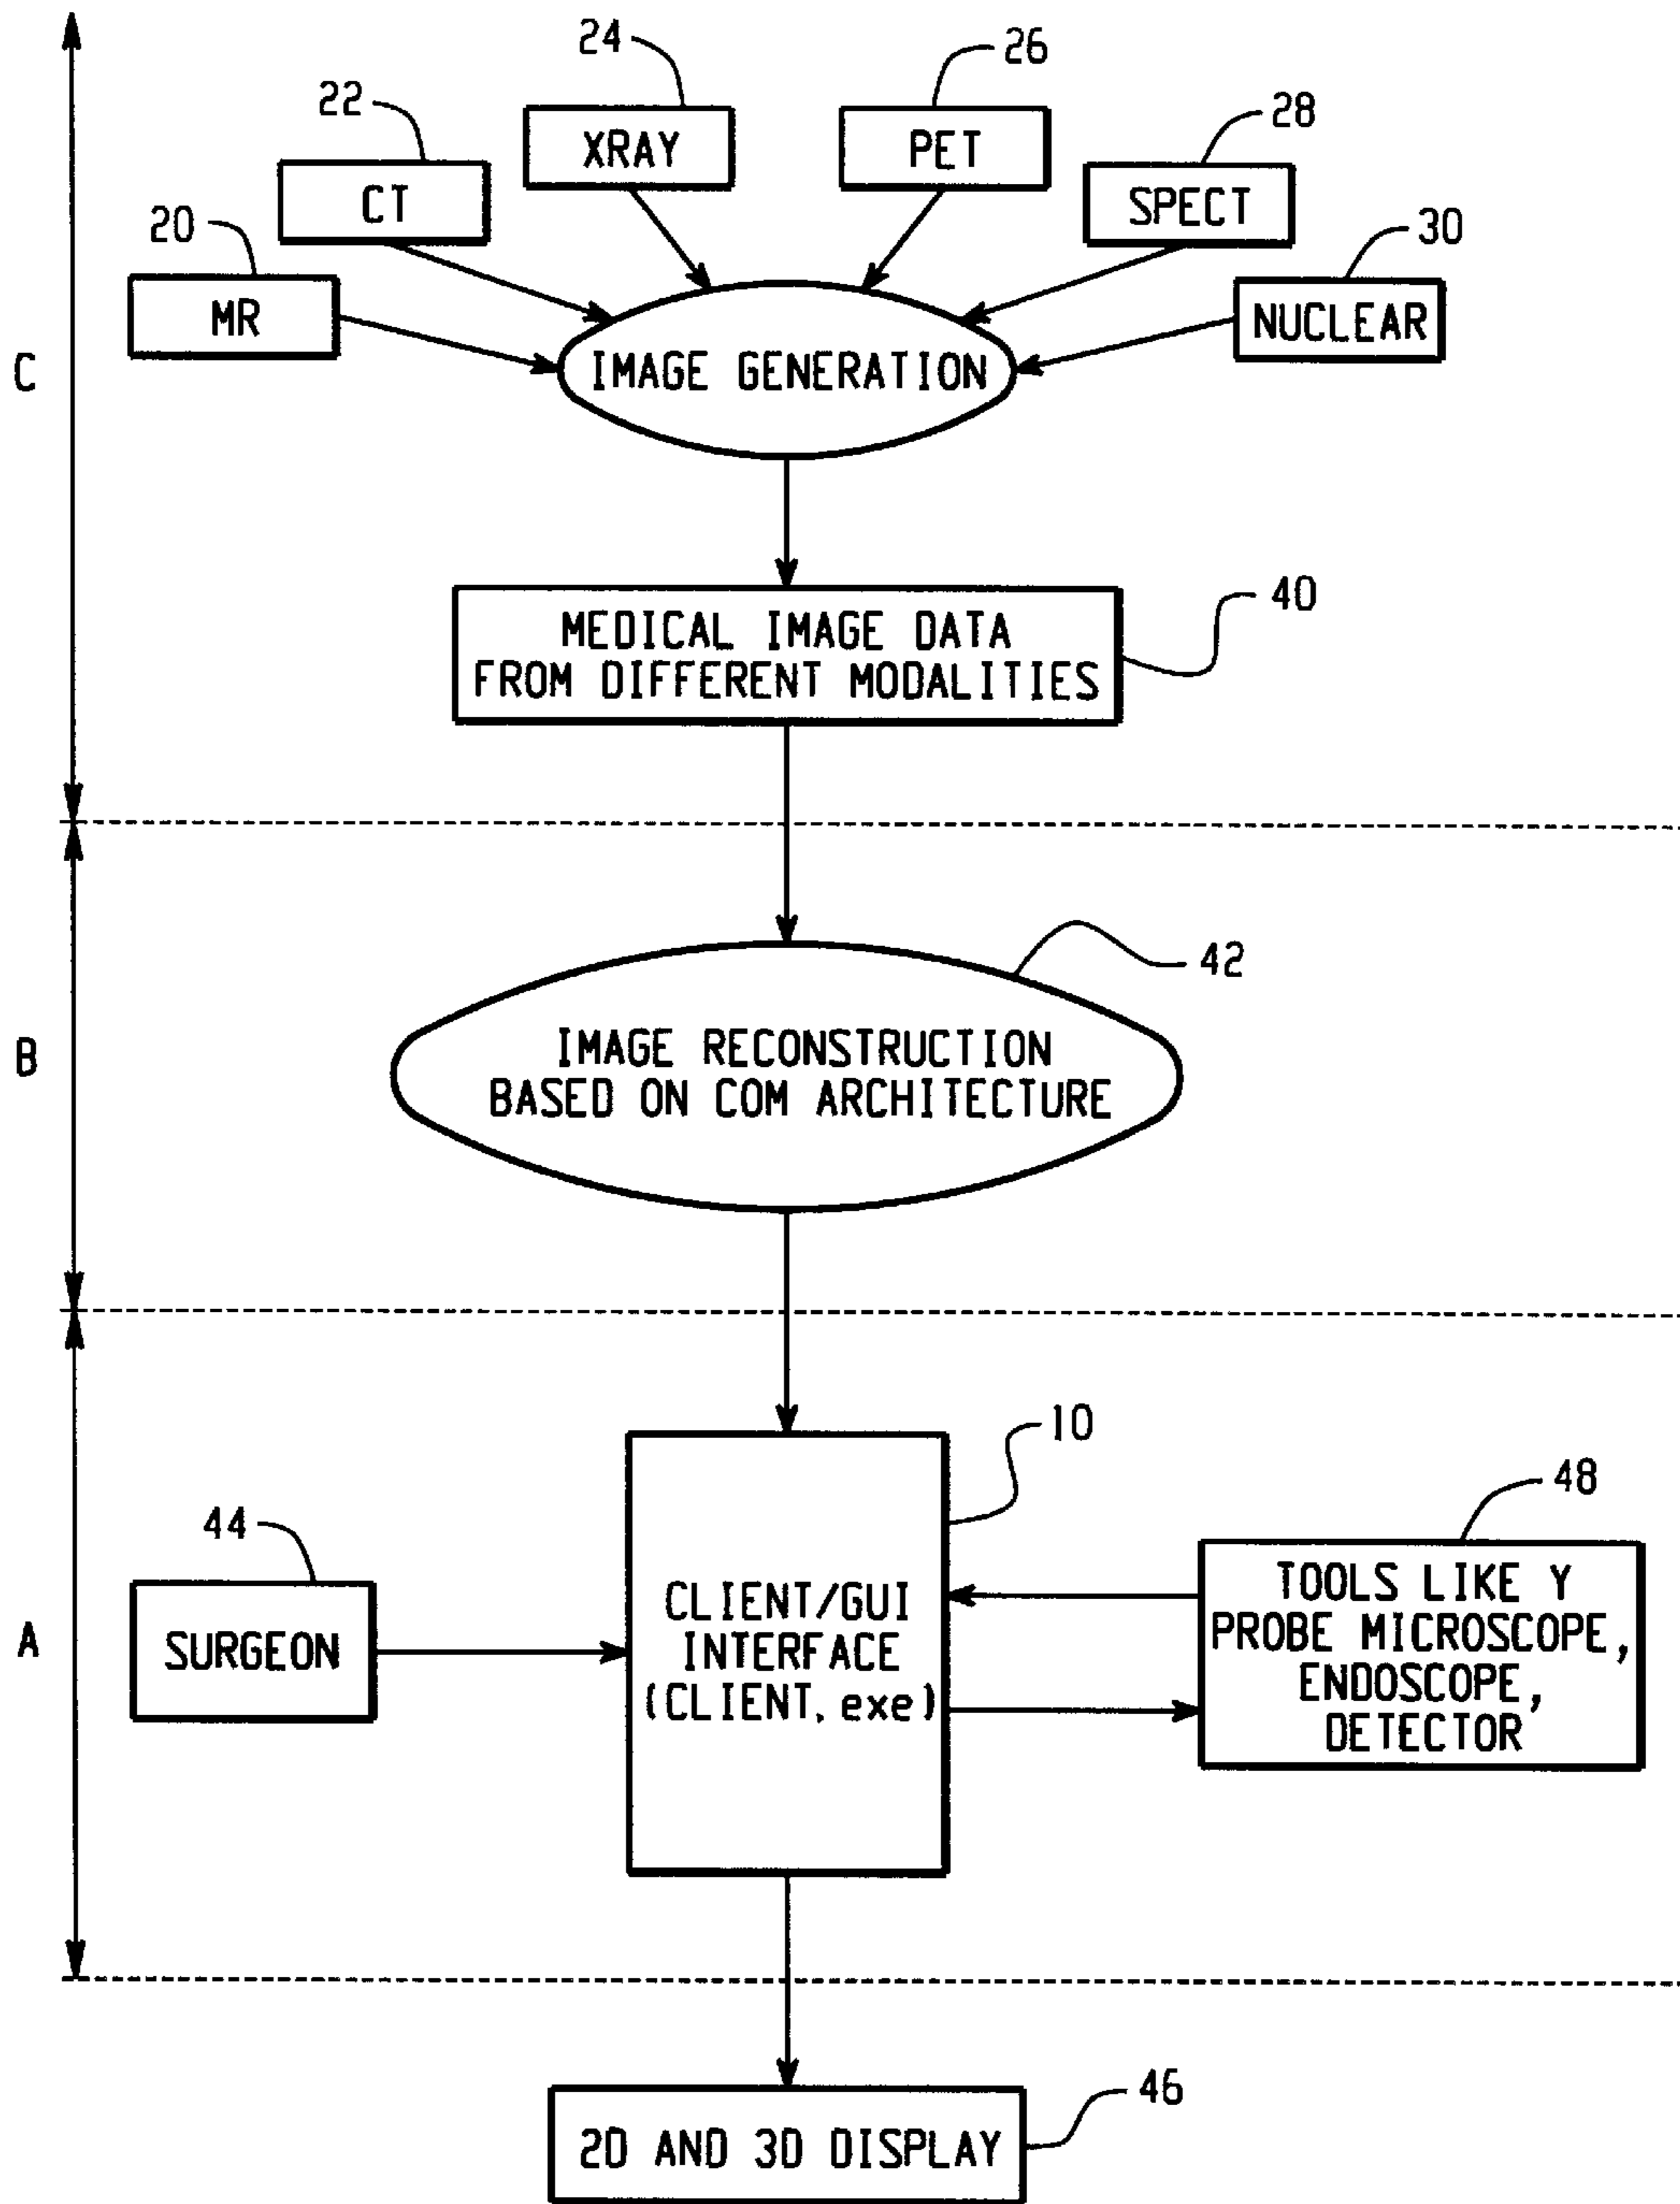 24
26
22
XRAY
PET
28
CT
SPECT
20
30
MR
NUCLEAR
C
IMAGE GENERATION
40
MEDICAL IMAGE DATA
FROM DIFFERENT MODALITIES
42
B
IMAGE RECONSTRUCTION
BASED ON COM ARCHITECTURE
10
48
44
A
SURGEON
CLIENT/GUI
INTERFACE
(CLIENT.exe)
TOOLS LIKE Y
PROBE MICROSCOPE,
ENDOSCOPE,
DETECTOR
46
2D AND 3D DISPLAY